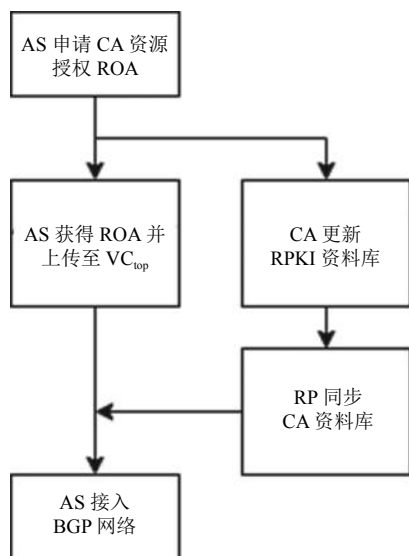 AS 申请 CA 资源
授权 ROA
AS 获得 ROA 并
上传至 VCtop
CA 更新
RPKI 资料库
RP 同步
CA 资料库
AS 接入
BGP 网络